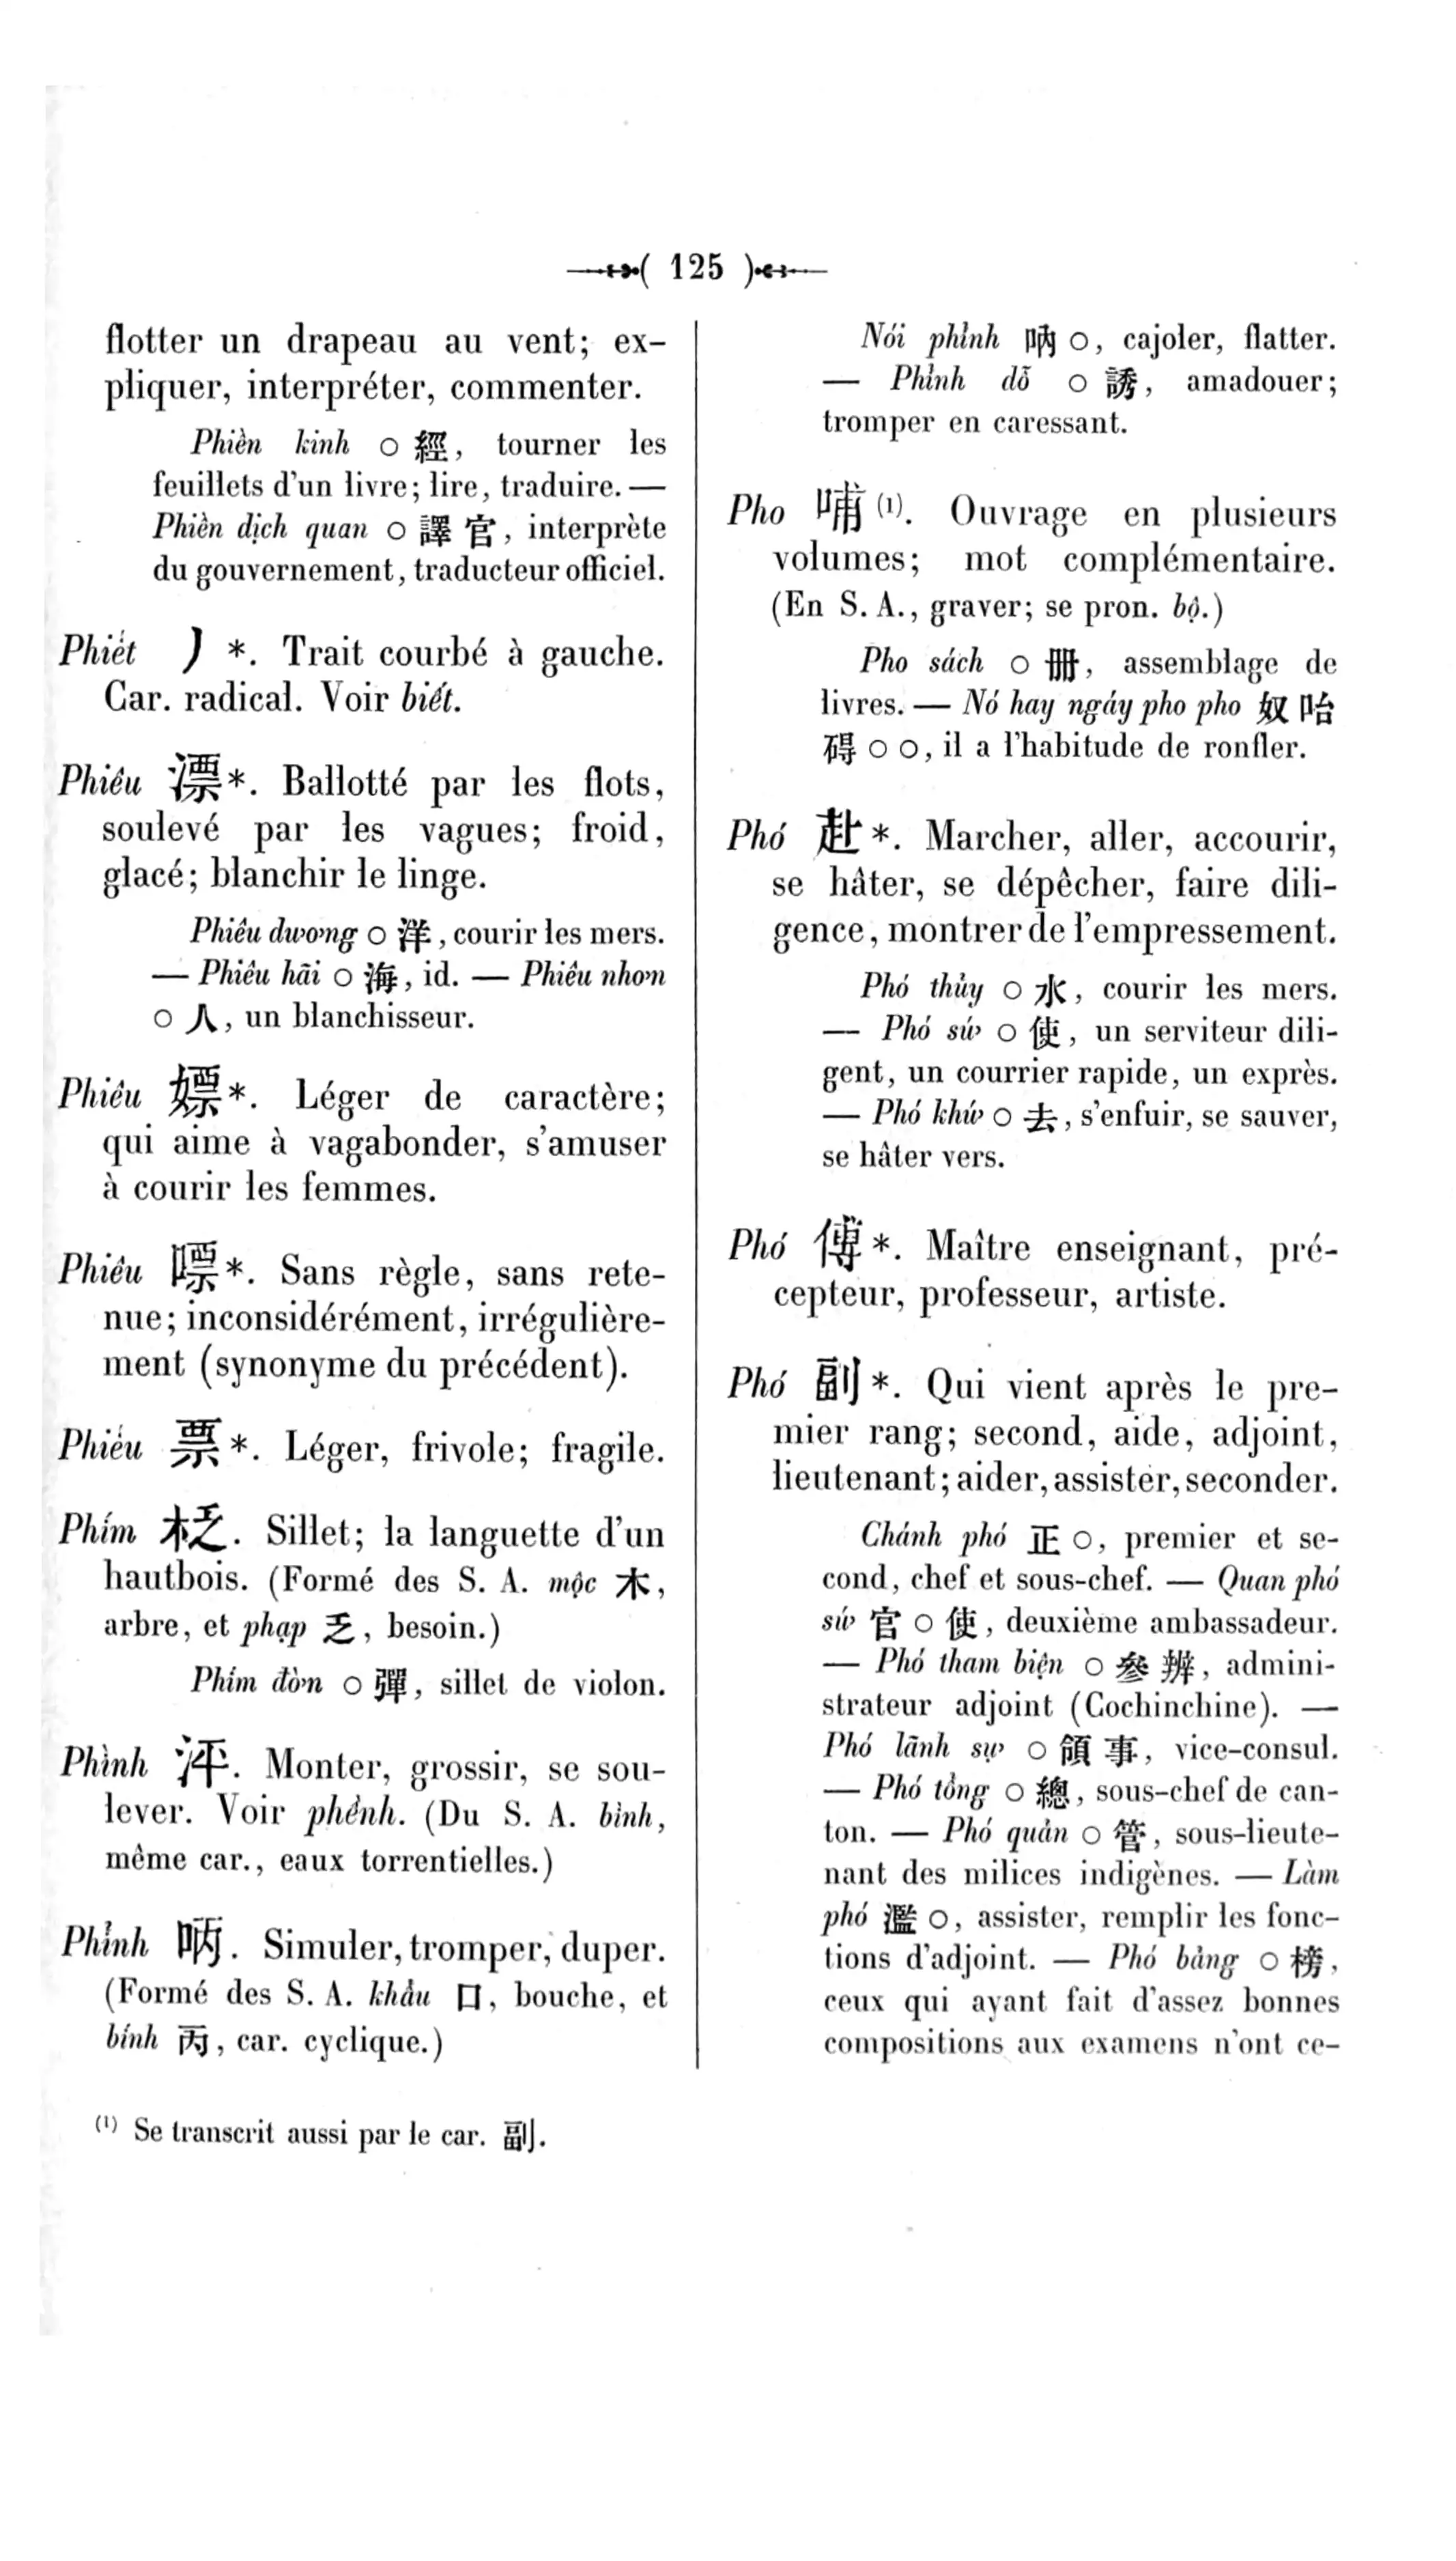 ( 125 )
flotter un drapeau au vent; ex-
pliquer, interpréter, commenter.
Phiên kinh ○ 經, tourner les
feuillets d'un livre; lire, traduire. —
Phiên dịch quan ○ 譯官, interprète
du gouvernement, traducteur officiel.
Phiét 丿 *. Trait courbé à gauche.
Car. radical. Voir biét.
Phiêu 漂*. Ballotté par les flots,
soulevé par les vagues; froid,
glacé; blanchir le linge.
Phiêu dương ○ 洋, courir les mers.
— Phiêu hãi ○ 海, id. — Phiêu nhơn
○ 人, un blanchisseur.
Phiêu 嫖*. Léger de caractère;
qui aime à vagabonder, s'amuser
à courir les femmes.
Phiêu 嘌*. Sans règle, sans rete-
nue; inconsidérément, irrégulière-
ment (synonyme du précédent).
Phiéu 票*. Léger, frivole; fragile.
Phím 柉. Sillet; la languette d'un
hautbois. (Formé des S. A. mộc 木,
arbre, et phạp 乏, besoin.)
Phím đờn ○ 彈, sillet de violon.
Phình 泙. Monter, grossir, se sou-
lever. Voir phềnh. (Du S. A. bình,
même car., eaux torrentielles.)
Phỉnh 昞. Simuler, tromper, duper.
(Formé des S. A. khẩu 口, bouche, et
bính 丙, car. cyclique.)
Nói phỉnh 吶 ○, cajoler, flatter.
— Phỉnh dỗ ○ 誘, amadouer;
tromper en caressant.
Pho 哺 (1). Ouvrage en plusieurs
volumes; mot complémentaire.
(En S. A., graver; se pron. bộ.)
Pho sách ○ 冊, assemblage de
livres. — Nó hay ngáy pho pho 奴咍
碍 ○ ○, il a l'habitude de ronfler.
Phó 赴*. Marcher, aller, accourir,
se hâter, se dépêcher, faire dili-
gence, montrer de l'empressement.
Phó thủy ○ 水, courir les mers.
— Phó sứ ○ 使, un serviteur dili-
gent, un courrier rapide, un exprès.
— Phó khứ ○ 去, s'enfuir, se sauver,
se hâter vers.
Phó 傅*. Maître enseignant, pré-
cepteur, professeur, artiste.
Phó 副*. Qui vient après le pre-
mier rang; second, aide, adjoint,
lieutenant; aider, assister, seconder.
Chánh phó 正 ○, premier et se-
cond, chef et sous-chef. — Quan phó
sứ 官 ○ 使, deuxième ambassadeur.
— Phó tham biện ○ 參辦, admini-
strateur adjoint (Cochinchine). —
Phó lãnh sự ○ 領事, vice-consul.
— Phó tổng ○ 總, sous-chef de can-
ton. — Phó quản ○ 管, sous-lieute-
nant des milices indigènes. — Làm
phó 濫 ○, assister, remplir les fonc-
tions d'adjoint. — Phó bảng ○ 榜,
ceux qui ayant fait d'assez bonnes
compositions aux examens n'ont ce-
(1) Se transcrit aussi par le car. 副.